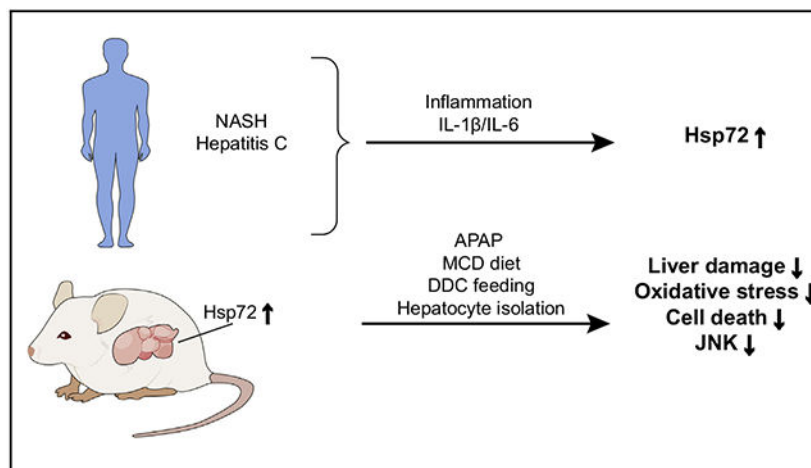 NASH
Hepatitis C
Inflammation
IL-1β/IL-6
Hsp72 ↑
Hsp72 ↑
APAP
MCD diet
DDC feeding
Hepatocyte isolation
Liver damage ↓
Oxidative stress ↓
Cell death ↓
JNK ↓